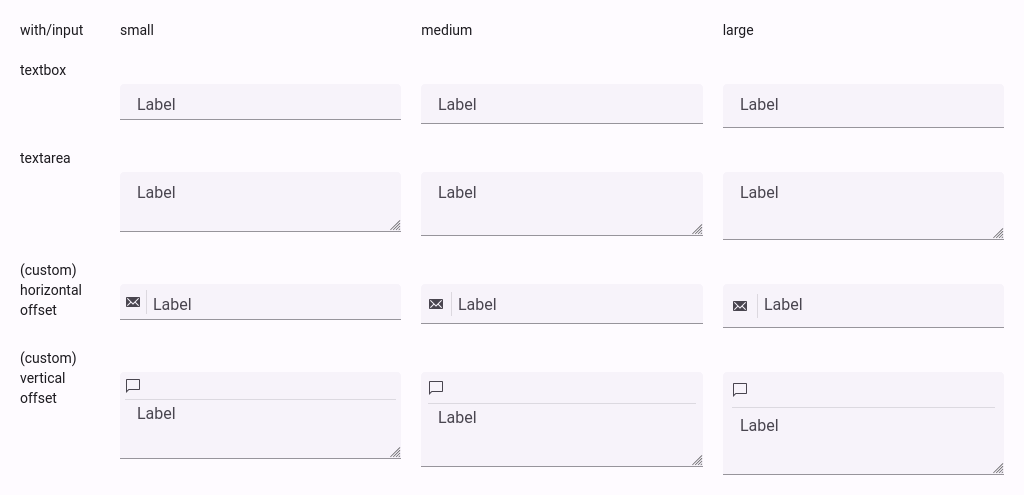 with/input small medium large
textbox
Label Label Label
textarea
Label Label Label
(custom)
horizontal
offset
Label Label Label
(custom)
vertical
offset
Label Label Label